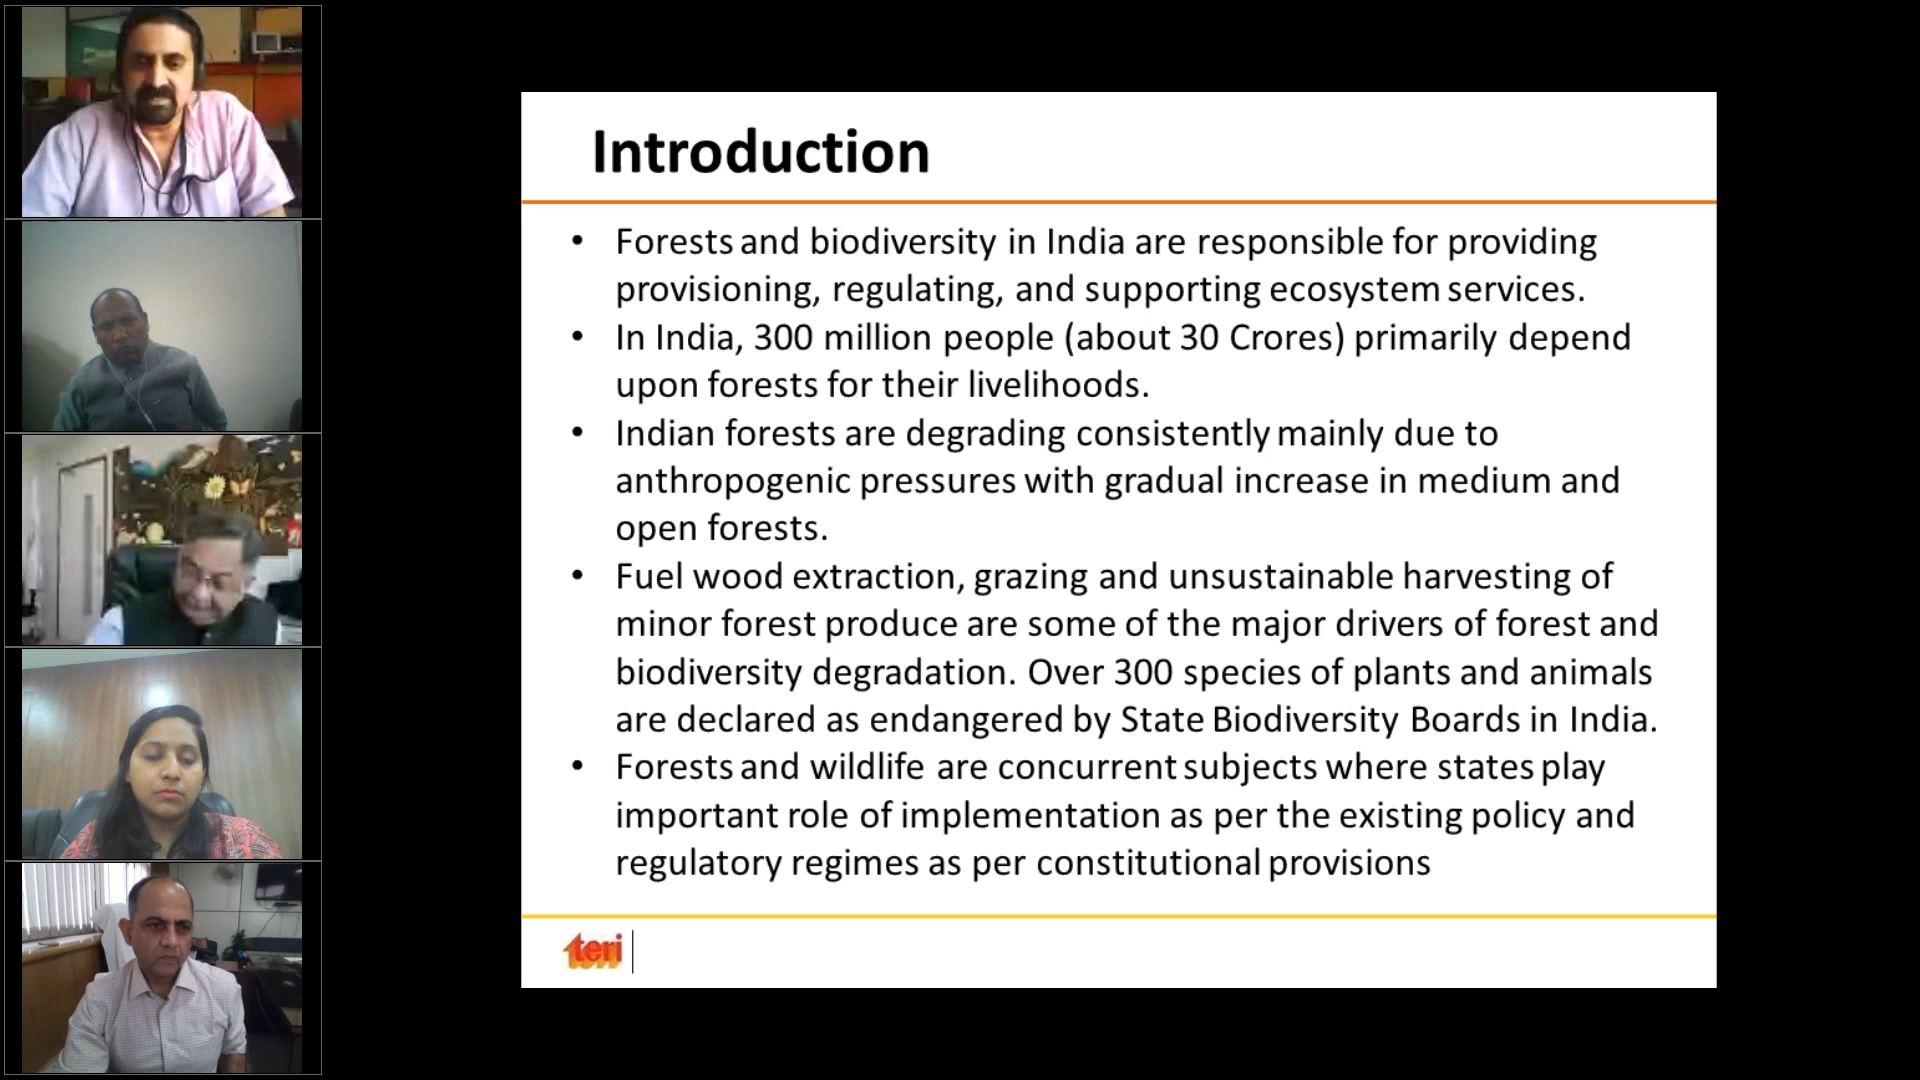 Introduction
• Forests and biodiversity in India are responsible for providing
provisioning, regulating, and supporting ecosystem services.
• In India, 300 million people (about 30 Crores) primarily depend
upon forests for their livelihoods.
• Indian forests are degrading consistently mainly due to
anthropogenic pressures with gradual increase in medium and
open forests.
• Fuel wood extraction, grazing and unsustainable harvesting of
minor forest produce are some of the major drivers of forest and
biodiversity degradation. Over 300 species of plants and animals
are declared as endangered by State Biodiversity Boards in India.
• Forests and wildlife are concurrent subjects where states play
important role of implementation as per the existing policy and
regulatory regimes as per constitutional provisions
teri